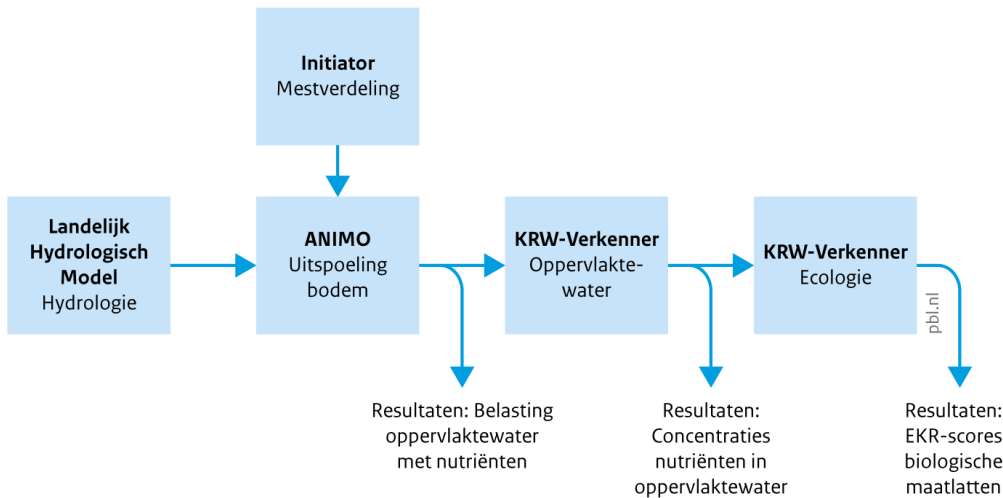 Initiator
Mestverdeling
Landelijk
Hydrologisch
Model
Hydrologie
ANIMO
Uitspoeling
bodem
KRW-Verkenner
Oppervlakte-
water
KRW-Verkenner
Ecologie
pbl.nl
Resultaten: Belasting
oppervlaktewater
met nutriënten
Resultaten:
Concentraties
nutriënten in
oppervlaktewater
Resultaten:
EKR-scores
biologische
maatlatten